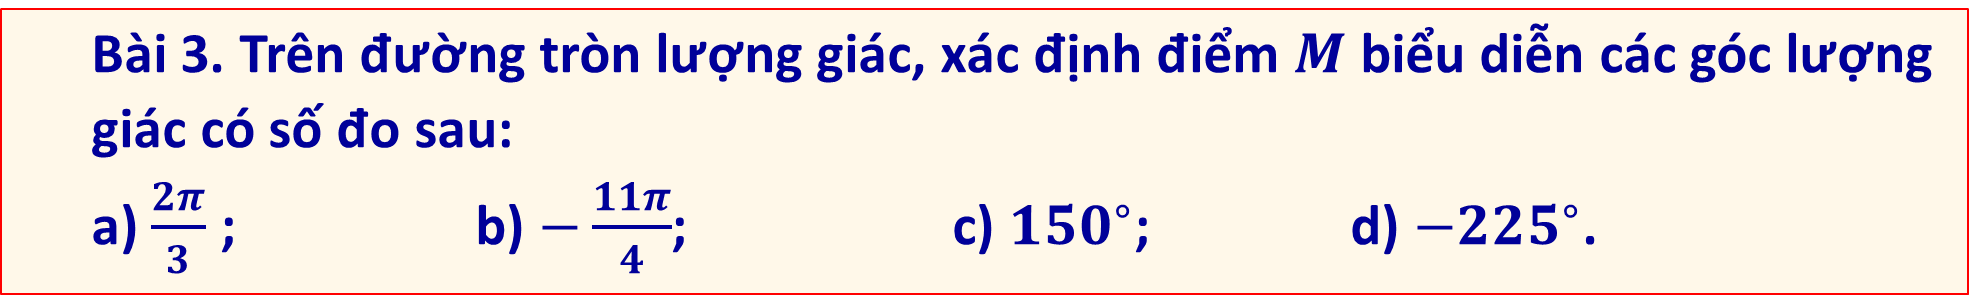 Bài 3. Trên đường tròn lượng giác, xác định điểm M biểu diễn các góc lượng
giác có số đo sau:
a) 2π/3 ; b) −11π/4; c) 150°; d) −225°.